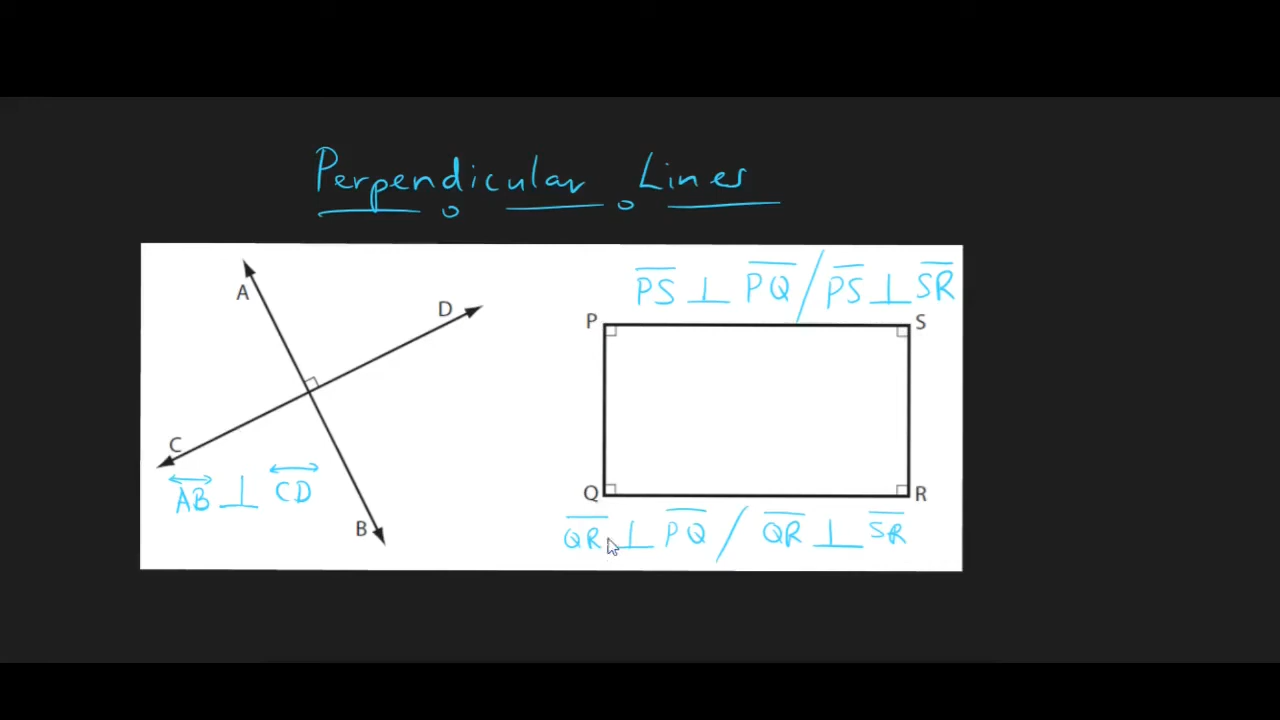 Perpendicular Lines
A
D
C
B
AB ⊥ CD
PS ⊥ PQ / PS ⊥ SR
P
S
Q
R
QR ⊥ PQ / QR ⊥ SR